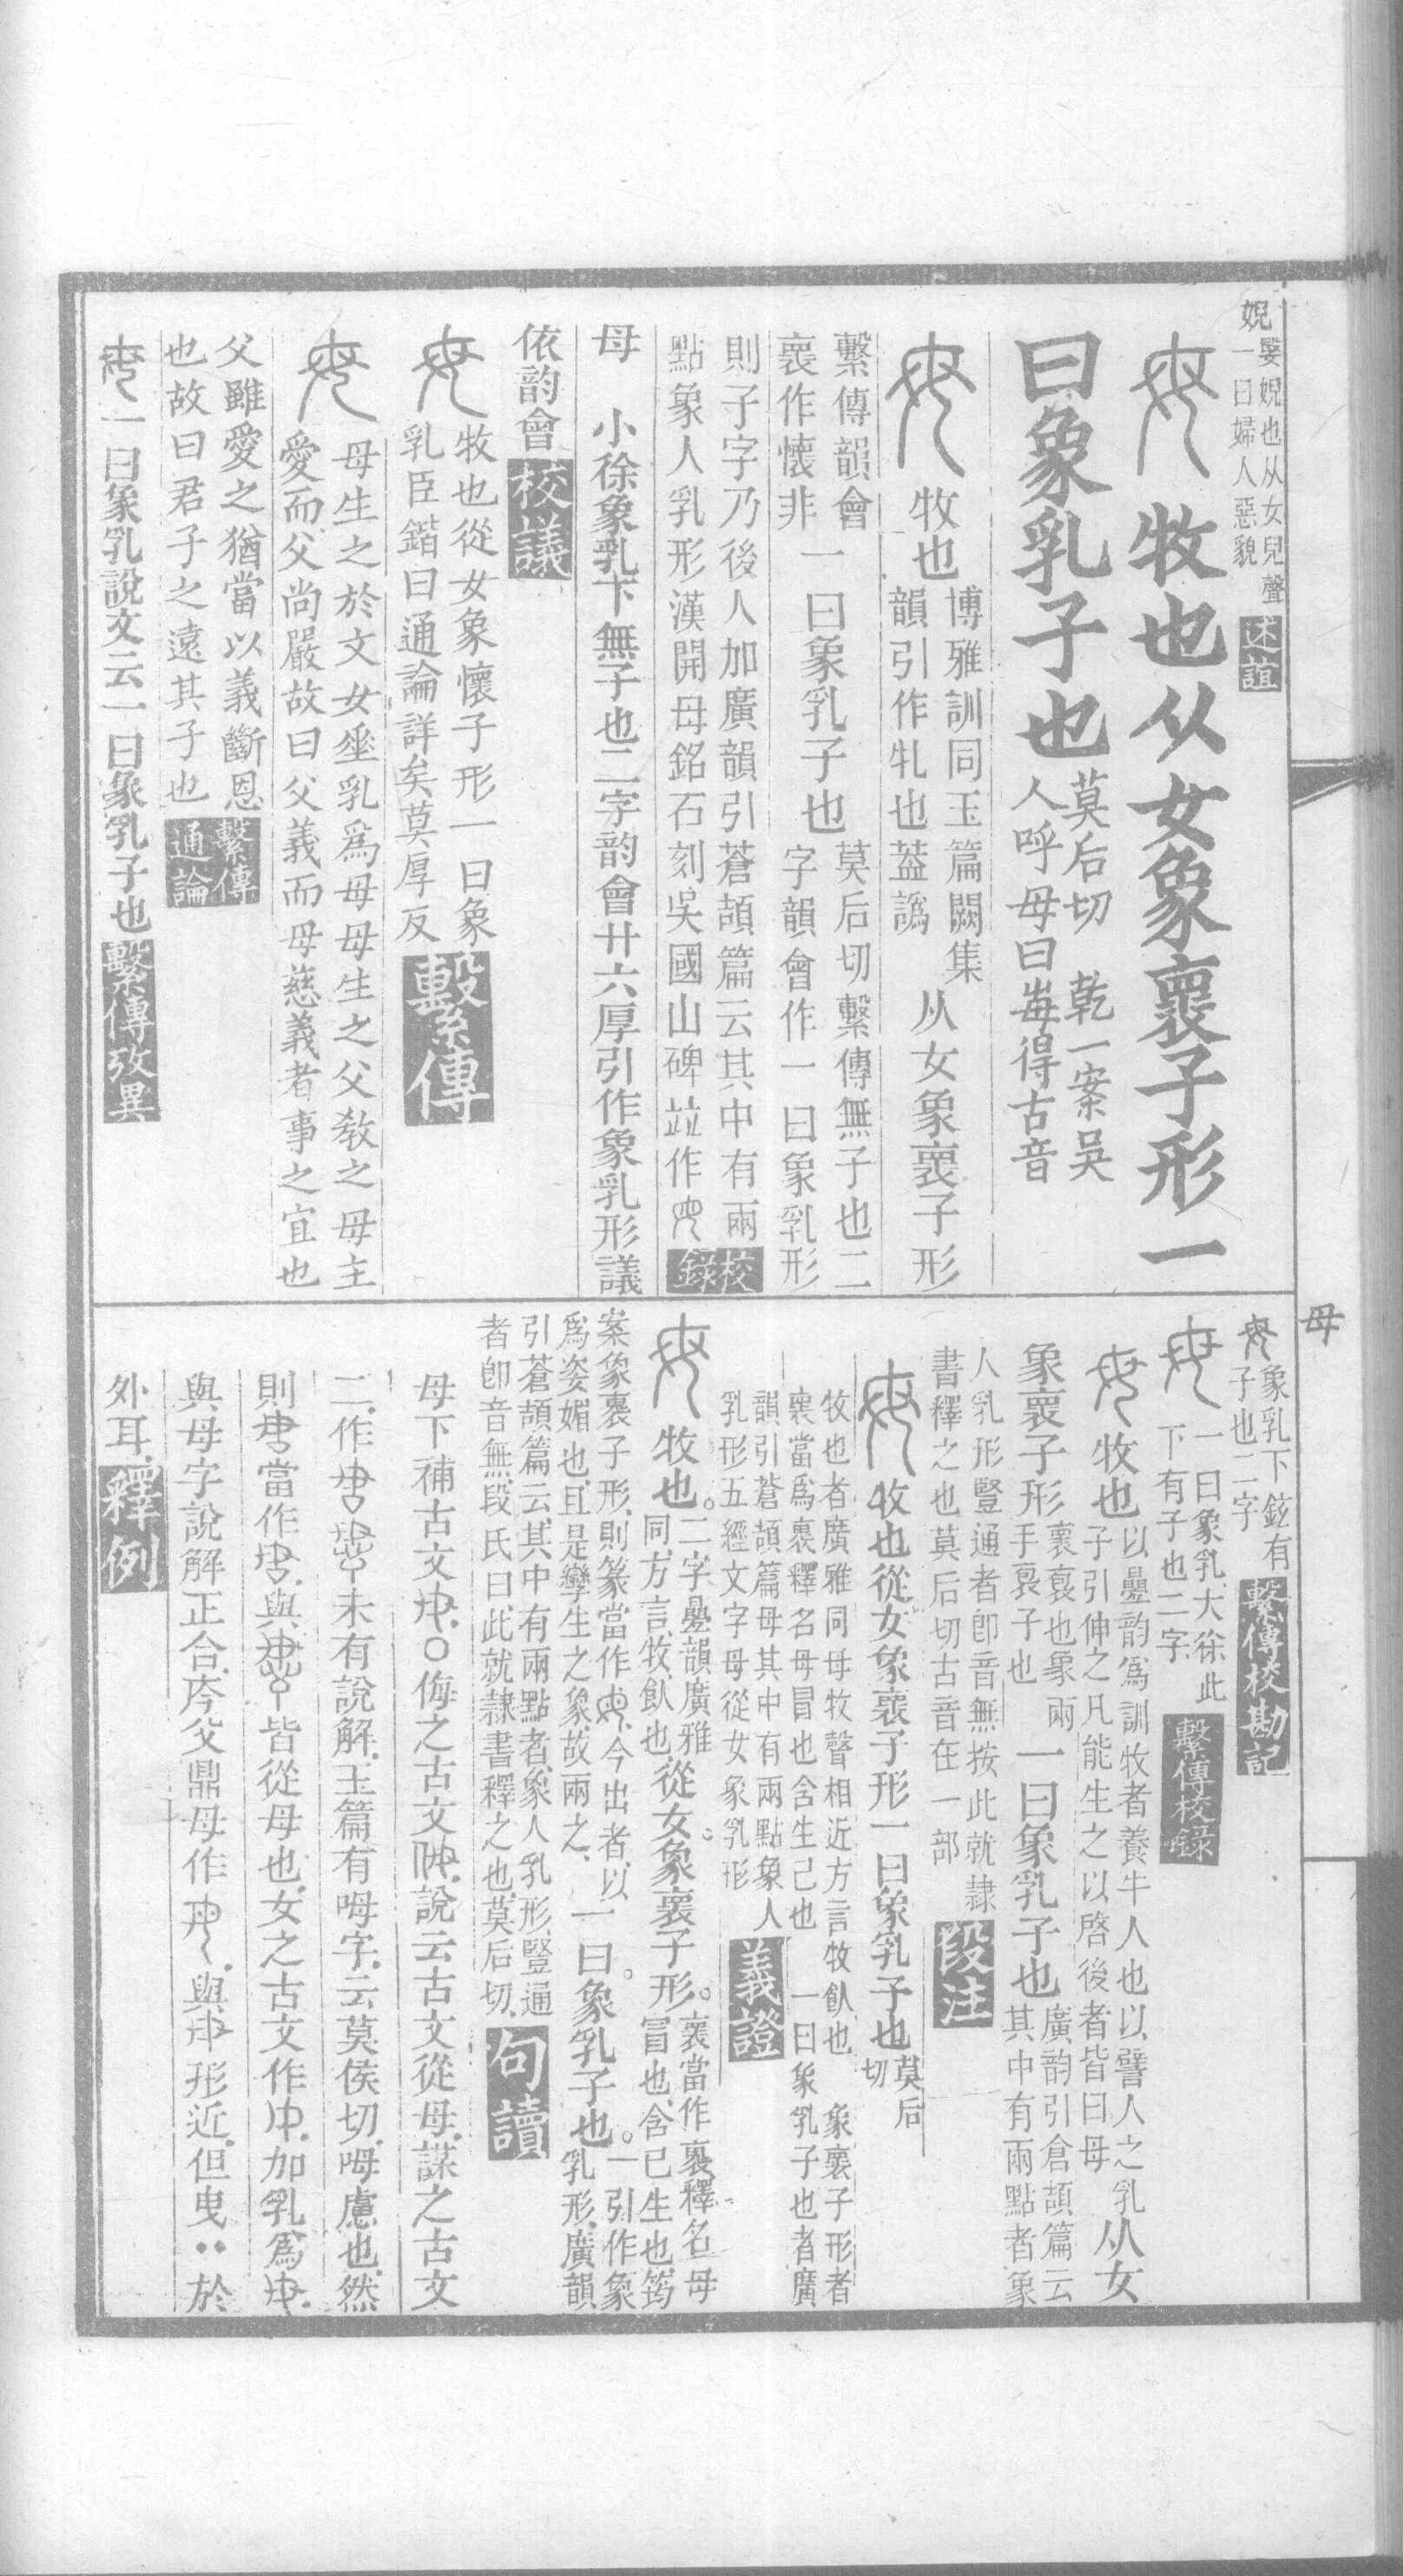 婗嫛婗也从女兒聲
一曰婦人惡貌
述誼
牧也从女象褱子形一
曰象乳子也莫后切 乾一案吳
人呼母曰每得古音
牧也博雅訓同玉篇闕集
韻引作牝也葢譌
从女象褱子形
繫傳韻會
褱作懷非
一曰象乳子也莫后切繫傳無子也二
字韻會作一曰象乳形
則子字乃後人加廣韻引蒼頡篇云其中有兩
點象人乳形漢開母銘石刻吳國山碑竝作
校錄
母 小徐象乳下無子也二字韵會廿六厚引作象乳形議
依韵會校議
牧也從女象懷子形一曰象
乳臣鍇曰通論詳矣莫厚反
繫傳
母生之於文女垂乳爲母母生之父敎之母主
愛而父尚嚴故曰父義而母慈義者事之宜也
父雖愛之猶當以義斷恩
也故曰君子之遠其子也
繫傳通論
一曰象乳說文云一曰象乳子也繫傳攷異
母
象乳下鉉有
子也二字
繫傳校勘記
一曰象乳大徐此
下有子也二字
繫傳校録
牧也以疊韵爲訓牧者養牛人也以譬人之乳
子引伸之凡能生之以啓後者皆曰母
从女
象褱子形褱袌也象兩
手袌子也
一曰象乳子也廣韵引倉頡篇云
其中有兩點者象
人乳形豎通者卽音無按此就隸
書釋之也莫后切古音在一部
段注
牧也從女象褱子形一曰象乳子也莫后
切
牧也者廣雅同母牧聲相近方言牧飤也 象褱子形者
褱當爲裹釋名母冒也含生己也 一曰象乳子也者廣
韻引蒼頡篇母其中有兩點象人
乳形五經文字母從女象乳形
義證
牧也。二字疊韻廣雅
同方言牧飤也
從女。象褱子形。褱當作裹釋名母
冒也含已生也筠
案象褱子形則篆當作今出者以
爲姿媚也且是孿生之象故兩之
一曰象乳子也。一引作象
乳形廣韻
引蒼頡篇云其中有兩點者象人乳形豎通
者卽音無段氏曰此就隸書釋之也莫后切
句讀
母下補古文〇侮之古文說云古文從母謀之古文
二作未有說解玉篇有呣字云莫侯切呣慮也然
則當作與皆從母也女之古文作加乳爲
與母字說解正合父鼎母作與形近但曳··於
外耳釋例